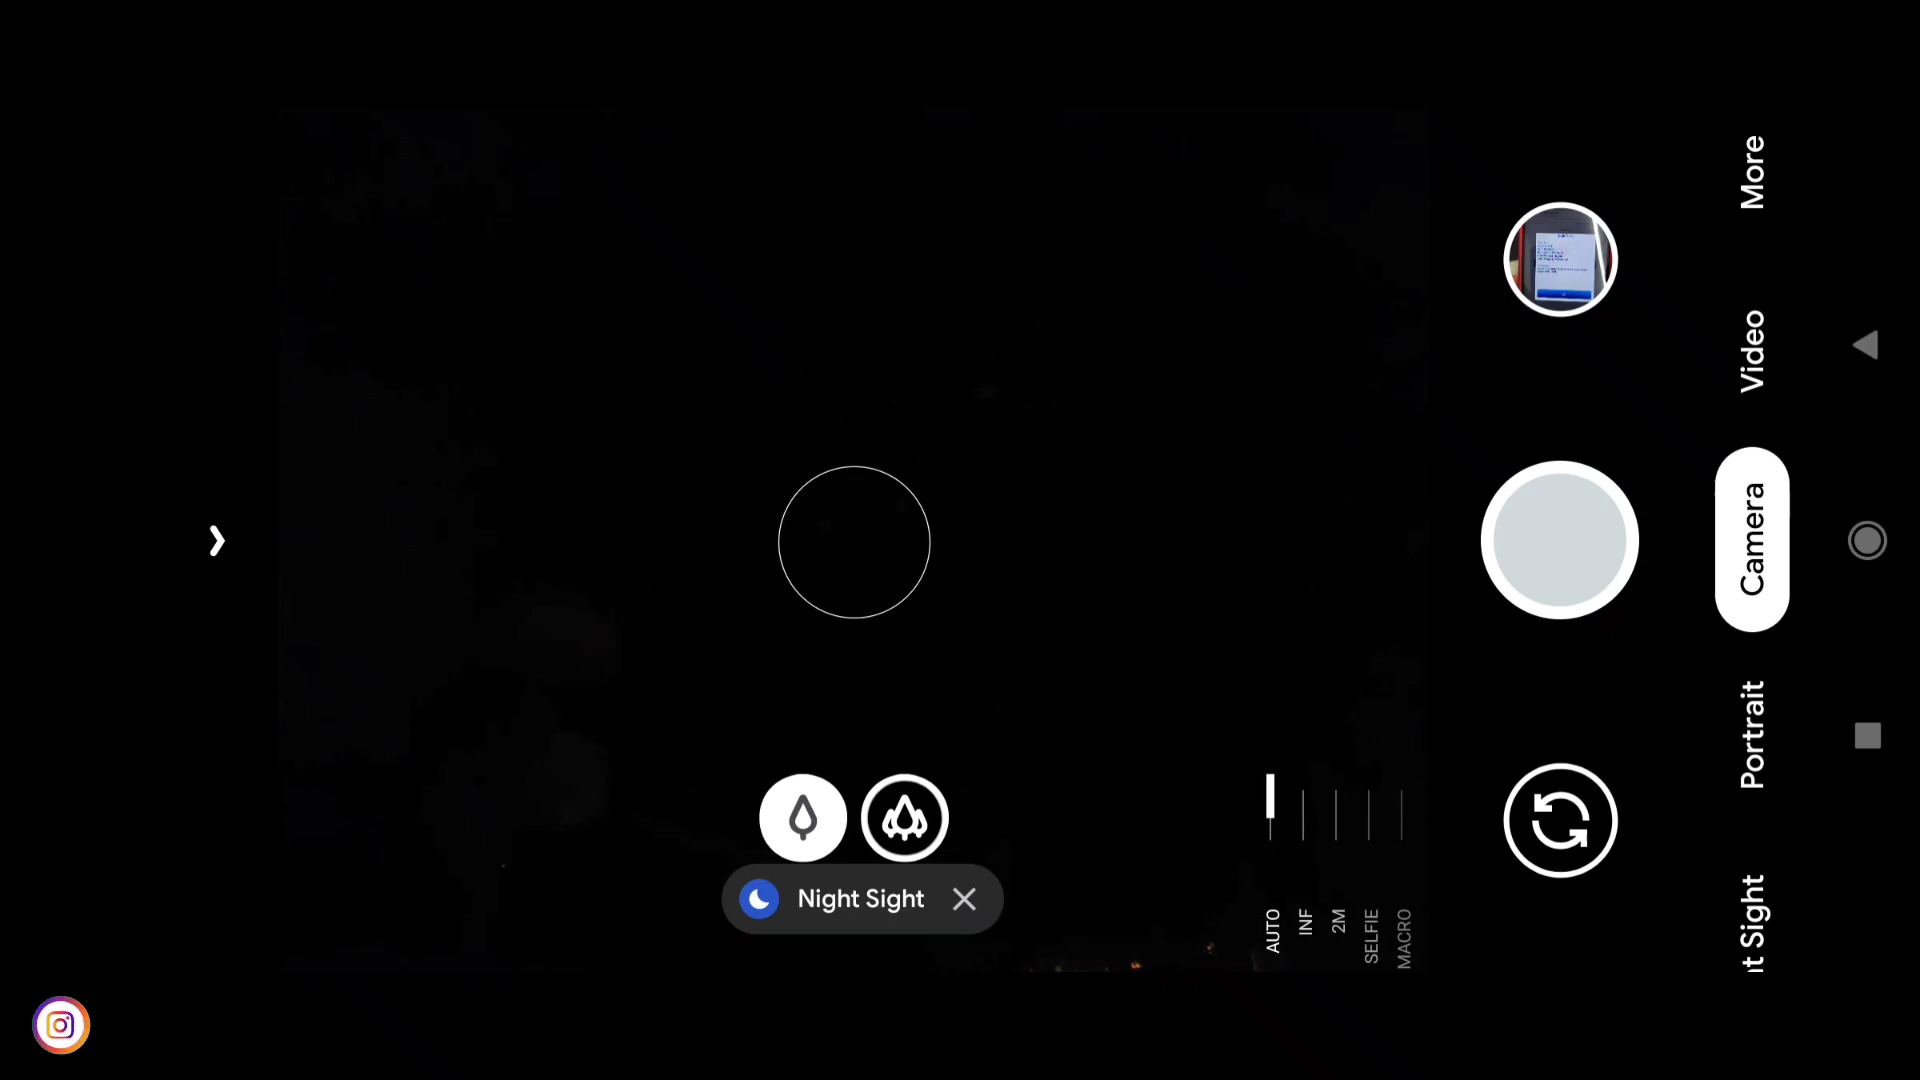 More
Video
Camera
Portrait
t Sight
Night Sight
AUTO
INF
2M
SELFIE
MACRO